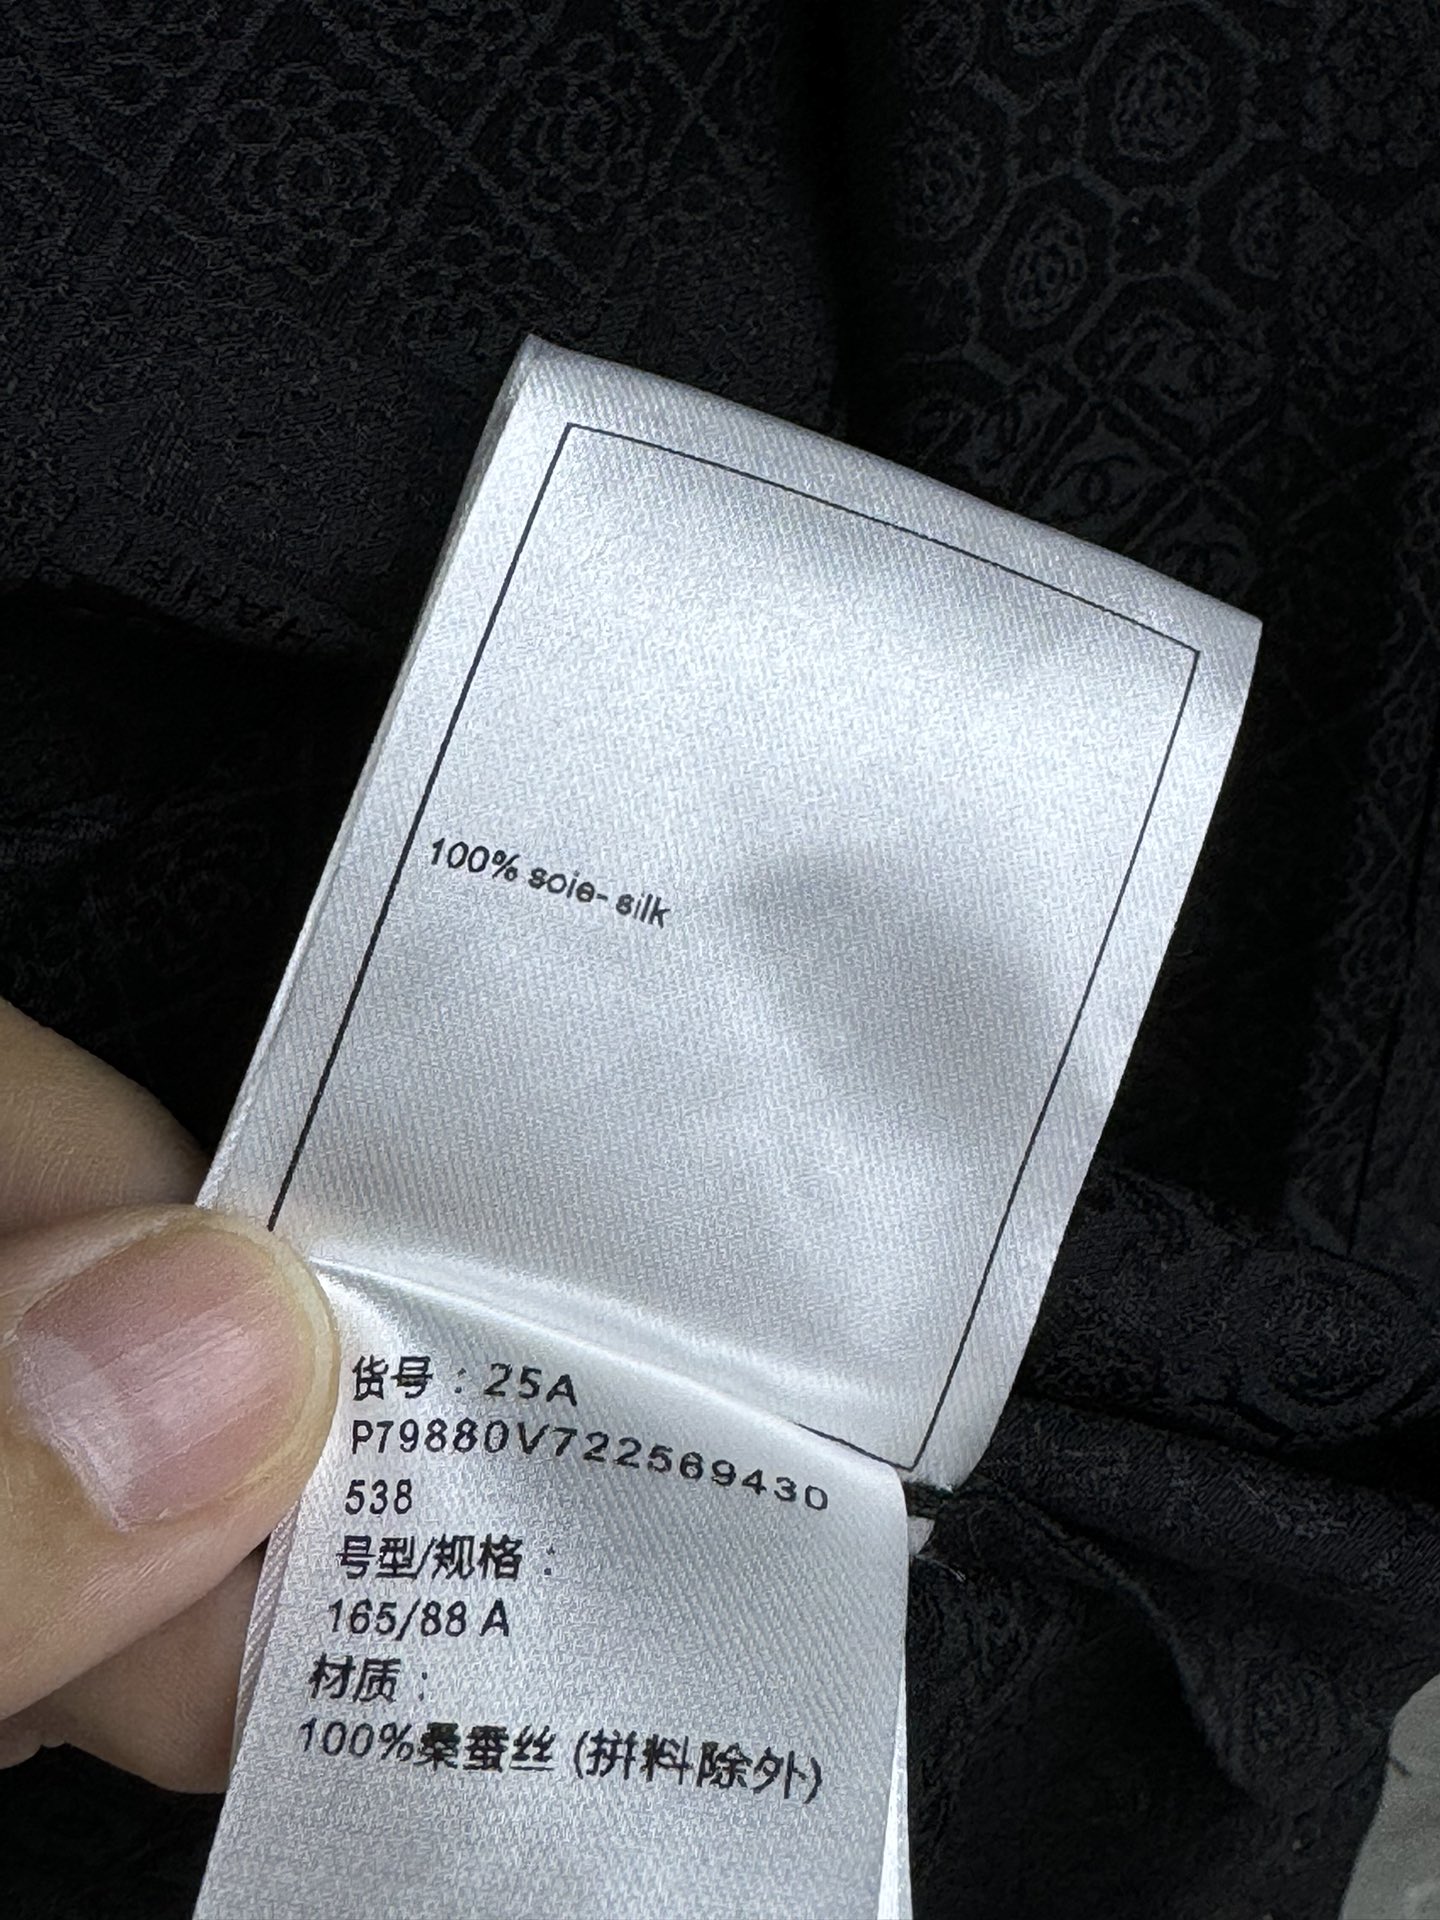 100% soie- silk
货号：25A
P79880V722569430
538
号型/规格：
165/88 A
材质：
100%桑蚕丝 (拼料除外)